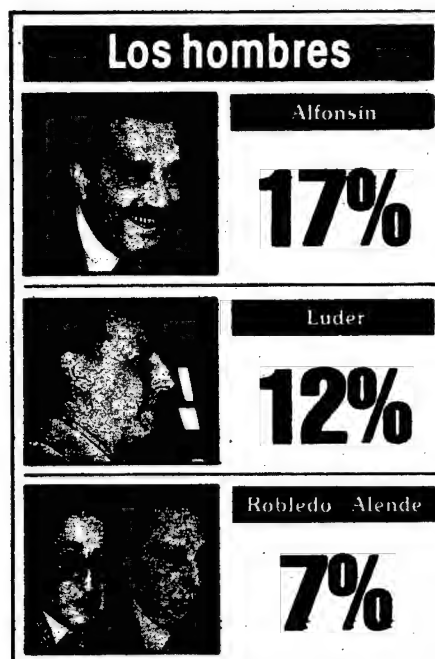 Los hombres
Alfonsín
17%
Luder
12%
Robledo Alende
7%